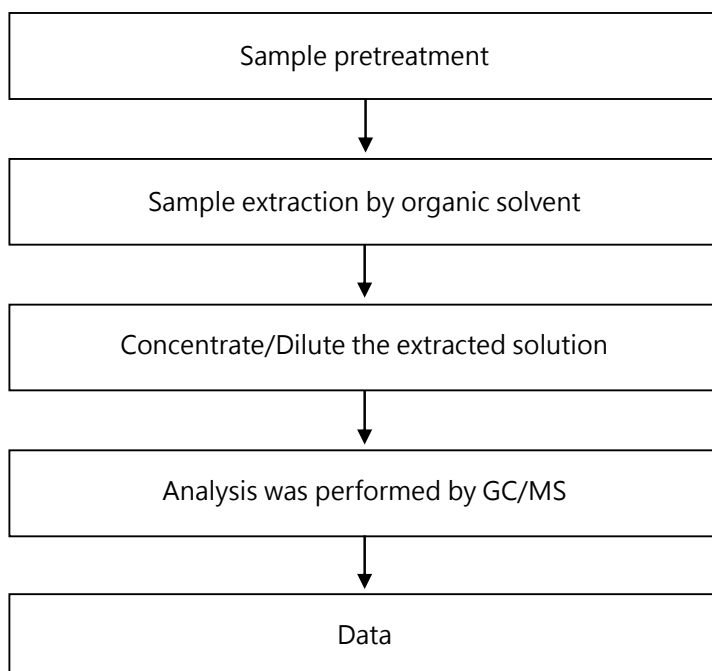 Sample pretreatment
Sample extraction by organic solvent
Concentrate/Dilute the extracted solution
Analysis was performed by GC/MS
Data